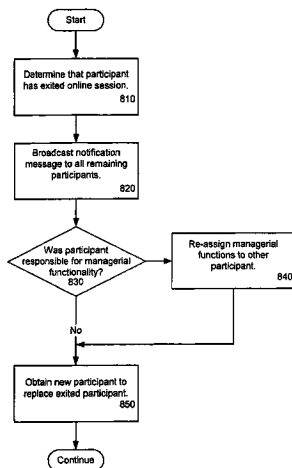 Start
Determine that participant
has exited online session.
810
Broadcast notification
message to all remaining
participants.
820
Was participant
responsible for managerial
functionality?
830
Re-assign managerial
functions to other
participant.
840
No
Obtain new participant to
replace exited participant.
850
Continue